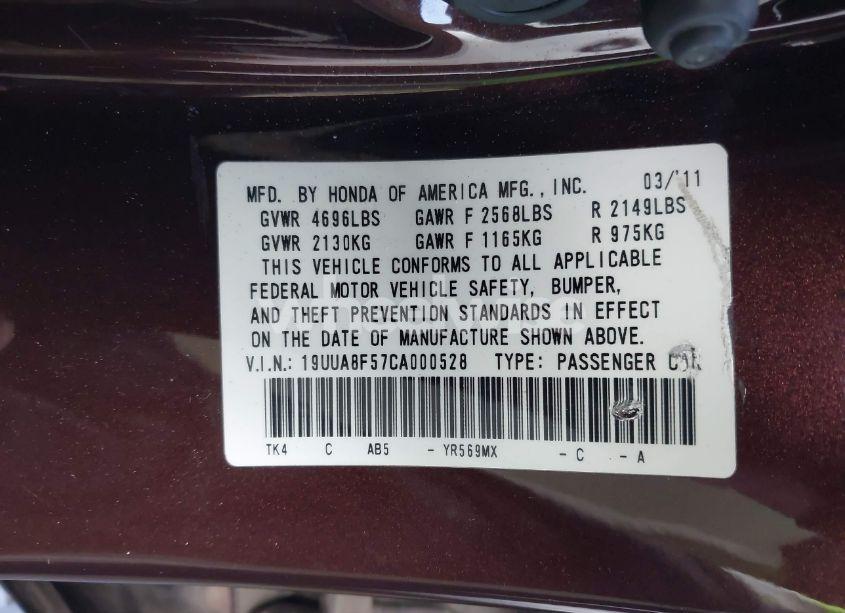 MFD. BY HONDA OF AMERICA MFG., INC. 03/'11
GVWR 4696LBS GAWR F 2568LBS R 2149LBS
GVWR 2130KG GAWR F 1165KG R 975KG
THIS VEHICLE CONFORMS TO ALL APPLICABLE
FEDERAL MOTOR VEHICLE SAFETY, BUMPER,
AND THEFT PREVENTION STANDARDS IN EFFECT
ON THE DATE OF MANUFACTURE SHOWN ABOVE.
V.I.N.: 19UUA8F57CA000528 TYPE: PASSENGER CAR
TK4 C AB5 - YR569MX - C - A